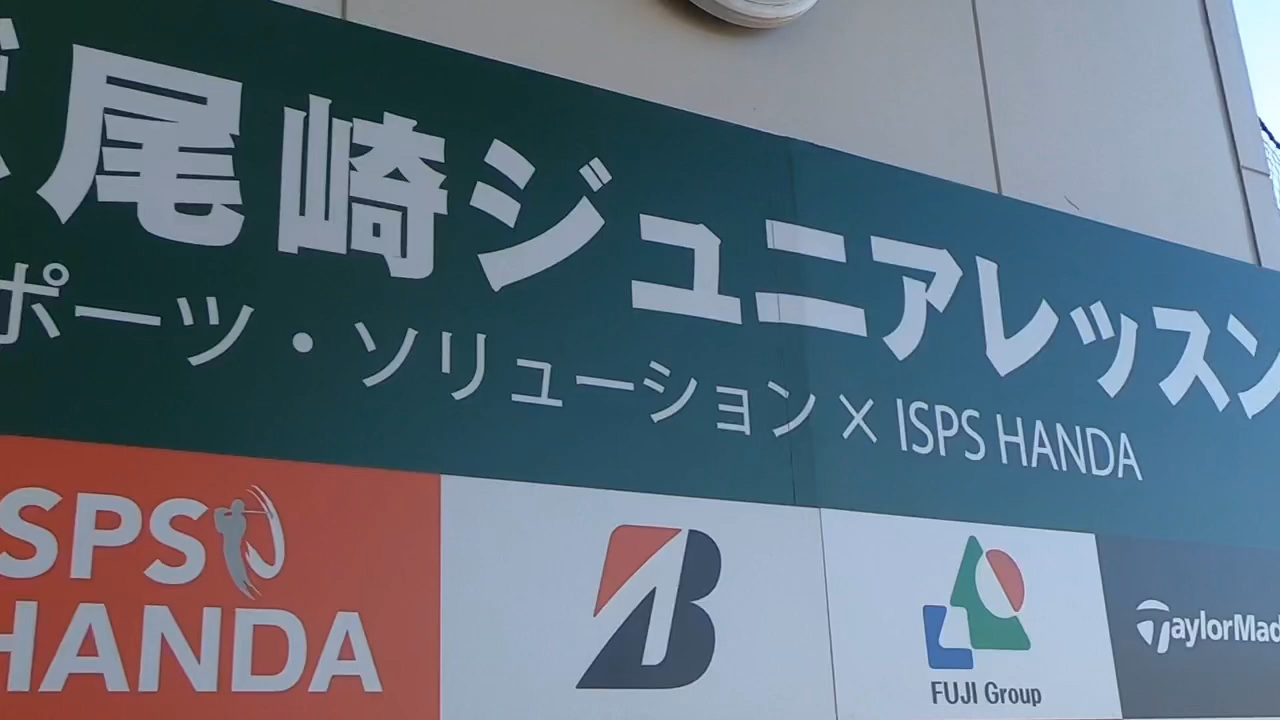 尾崎ジュニアレッスン
ポーツ・ソリューション × ISPS HANDA
SPS
HANDA
B
FUJI Group
TaylorMad